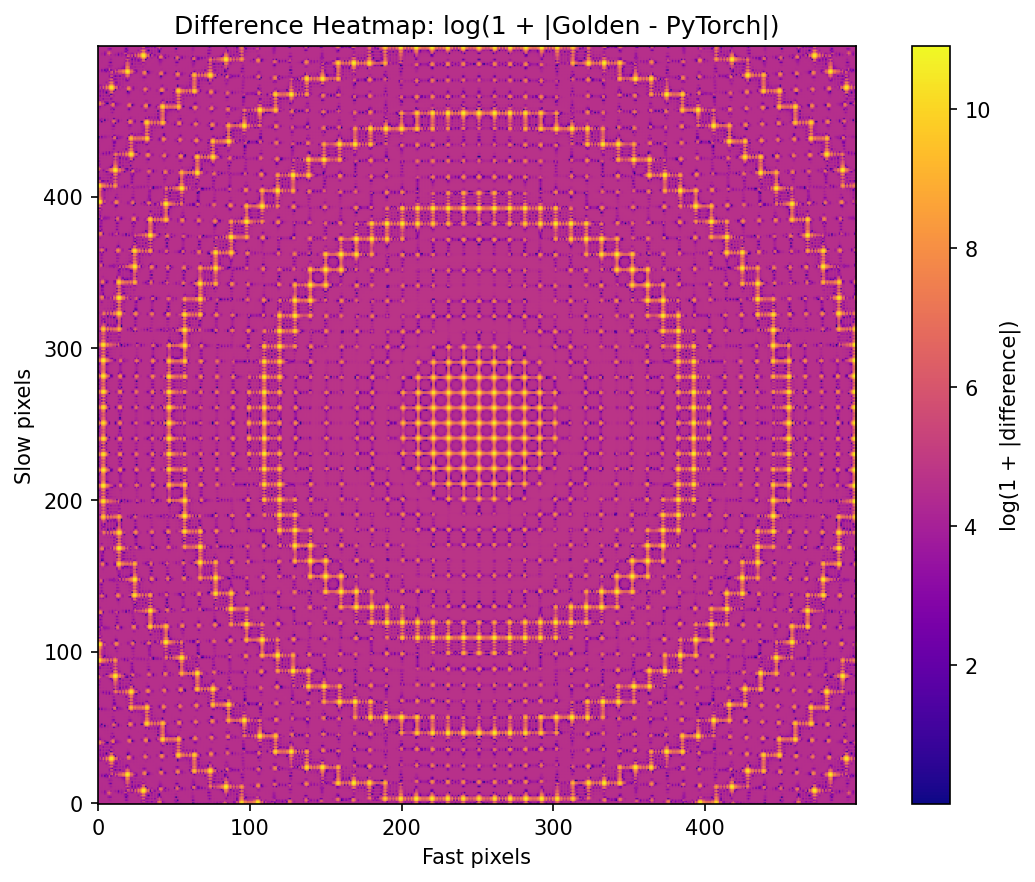 Difference Heatmap: log(1 + |Golden - PyTorch|)
Slow pixels
400
300
200
100
0
0 100 200 300 400
Fast pixels
10
8
6
4
2
log(1 + |difference|)